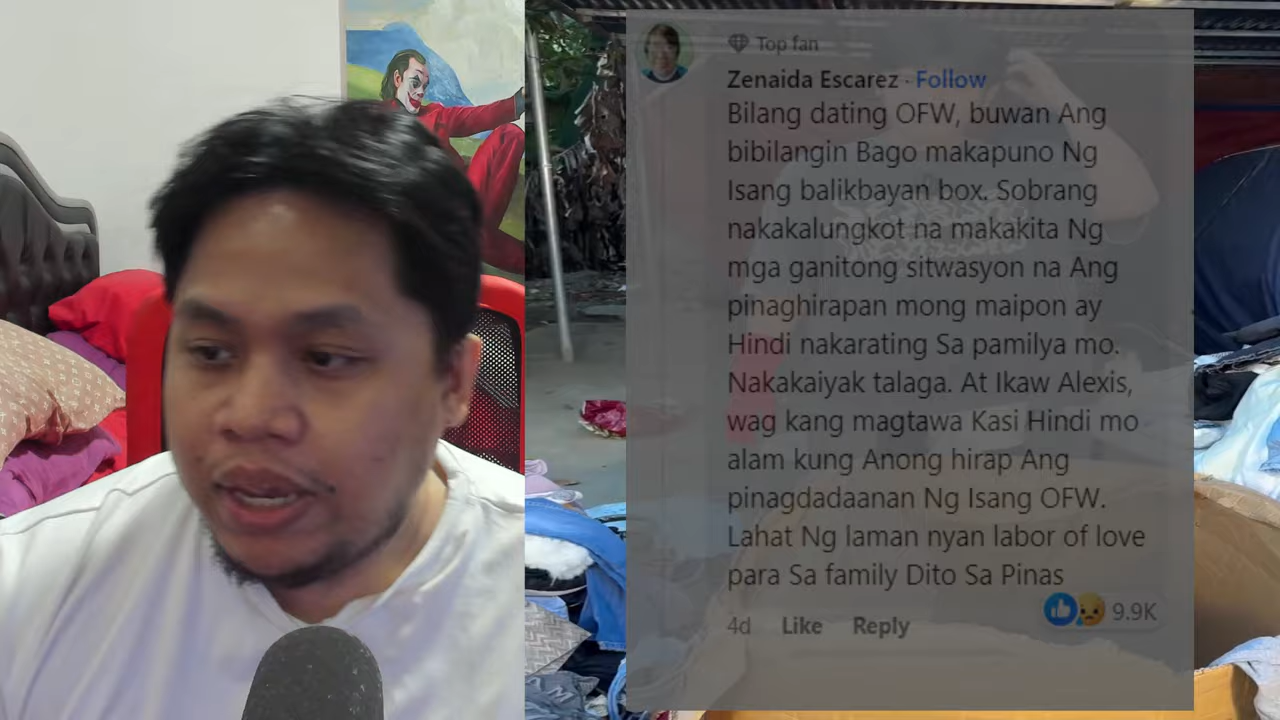 Top fan
Zenaida Escarez · Follow
Bilang dating OFW, buwan Ang
bibilangin Bago makapuno Ng
Isang balikbayan box. Sobrang
nakakalungkot na makakita Ng
mga ganitong sitwasyon na Ang
pinaghirapan mong maipon ay
Hindi nakarating Sa pamilya mo.
Nakakaiyak talaga. At Ikaw Alexis,
wag kang magtawa Kasi Hindi mo
alam kung Anong hirap Ang
pinagdadaanan Ng Isang OFW.
Lahat Ng laman nyan labor of love
para Sa family Dito Sa Pinas
9.9K
4d Like Reply